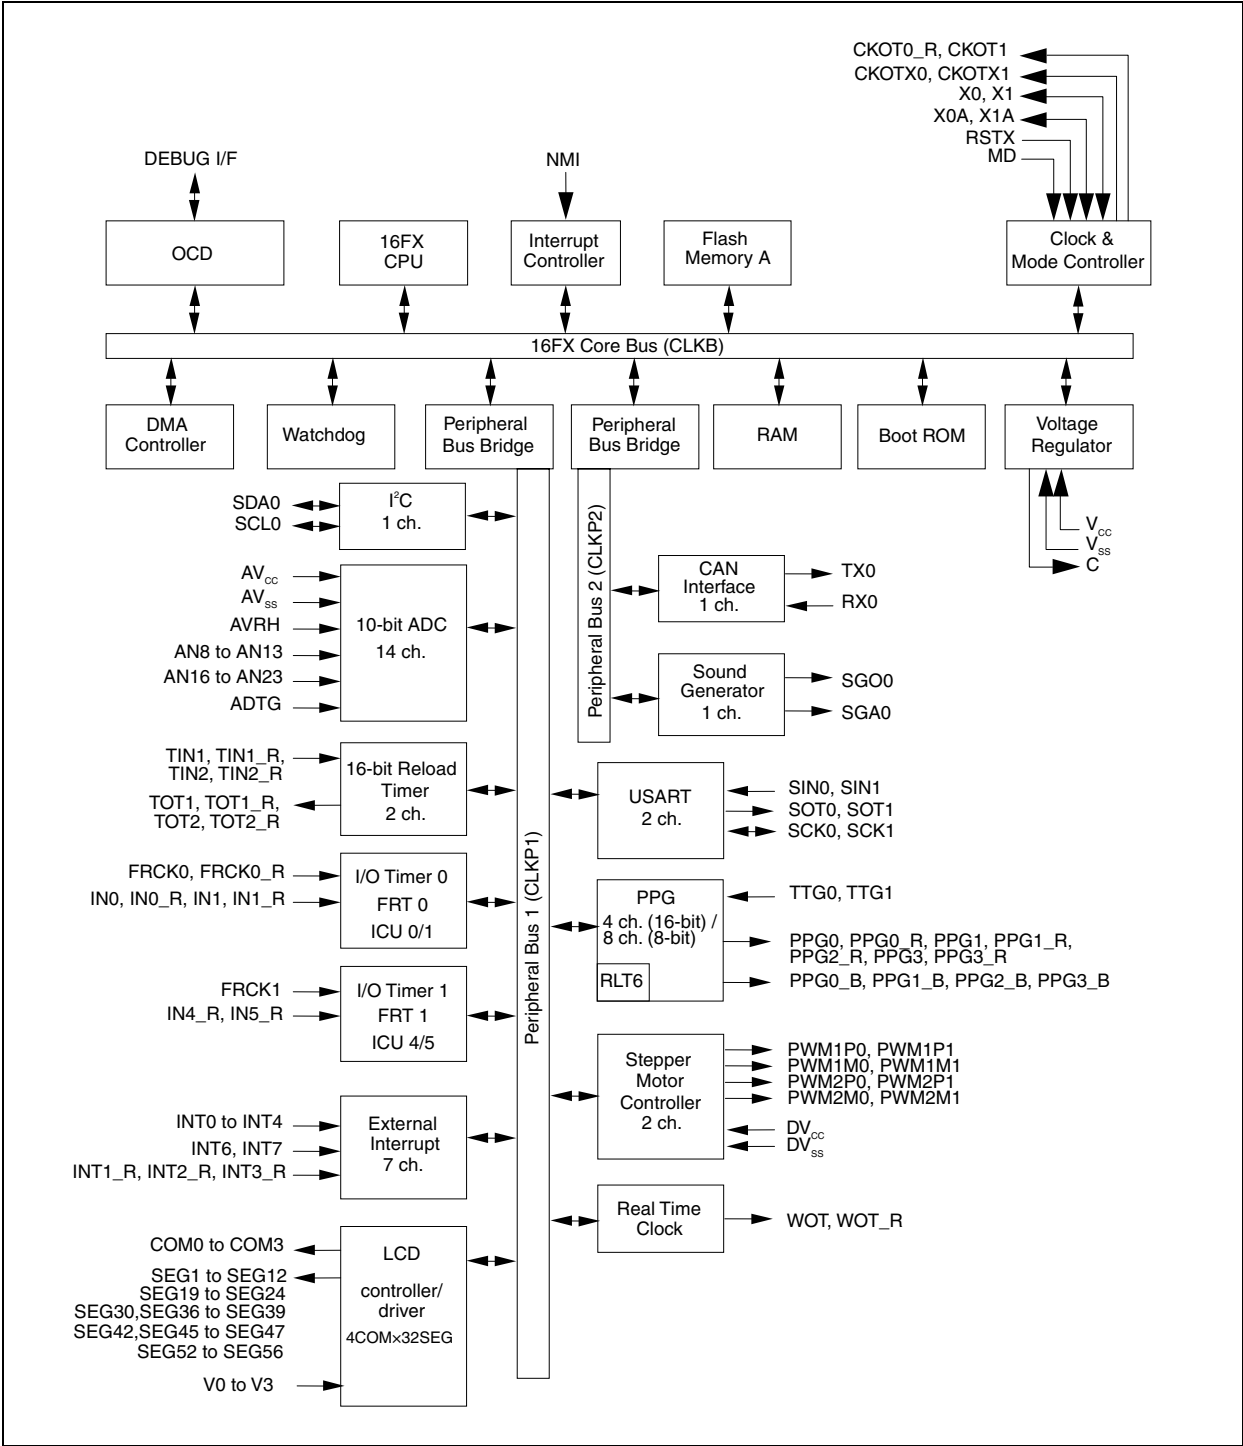 CKOT0_R, CKOT1
CKOTX0, CKOTX1
X0, X1
X0A, X1A
RSTX
MD
DEBUG I/F
NMI
OCD
16FX
CPU
Interrupt
Controller
Flash
Memory A
Clock &
Mode Controller
16FX Core Bus (CLKB)
DMA
Controller
Watchdog
Peripheral
Bus Bridge
Peripheral
Bus Bridge
RAM
Boot ROM
Voltage
Regulator
Vcc
Vss
C
Peripheral Bus 1 (CLKP1)
Peripheral Bus 2 (CLKP2)
SDA0
SCL0
I²C
1 ch.
AVcc
AVss
AVRH
AN8 to AN13
AN16 to AN23
ADTG
10-bit ADC
14 ch.
TIN1, TIN1_R,
TIN2, TIN2_R
TOT1, TOT1_R,
TOT2, TOT2_R
16-bit Reload
Timer
2 ch.
FRCK0, FRCK0_R
IN0, IN0_R, IN1, IN1_R
I/O Timer 0
FRT 0
ICU 0/1
FRCK1
IN4_R, IN5_R
I/O Timer 1
FRT 1
ICU 4/5
INT0 to INT4
INT6, INT7
INT1_R, INT2_R, INT3_R
External
Interrupt
7 ch.
COM0 to COM3
SEG1 to SEG12
SEG19 to SEG24
SEG30,SEG36 to SEG39
SEG42,SEG45 to SEG47
SEG52 to SEG56
V0 to V3
LCD
controller/
driver
4COM×32SEG
CAN
Interface
1 ch.
TX0
RX0
Sound
Generator
1 ch.
SGO0
SGA0
USART
2 ch.
SIN0, SIN1
SOT0, SOT1
SCK0, SCK1
PPG
4 ch. (16-bit) /
8 ch. (8-bit)
RLT6
TTG0, TTG1
PPG0, PPG0_R, PPG1, PPG1_R,
PPG2_R, PPG3, PPG3_R
PPG0_B, PPG1_B, PPG2_B, PPG3_B
Stepper
Motor
Controller
2 ch.
PWM1P0, PWM1P1
PWM1M0, PWM1M1
PWM2P0, PWM2P1
PWM2M0, PWM2M1
DVcc
DVss
Real Time
Clock
WOT, WOT_R